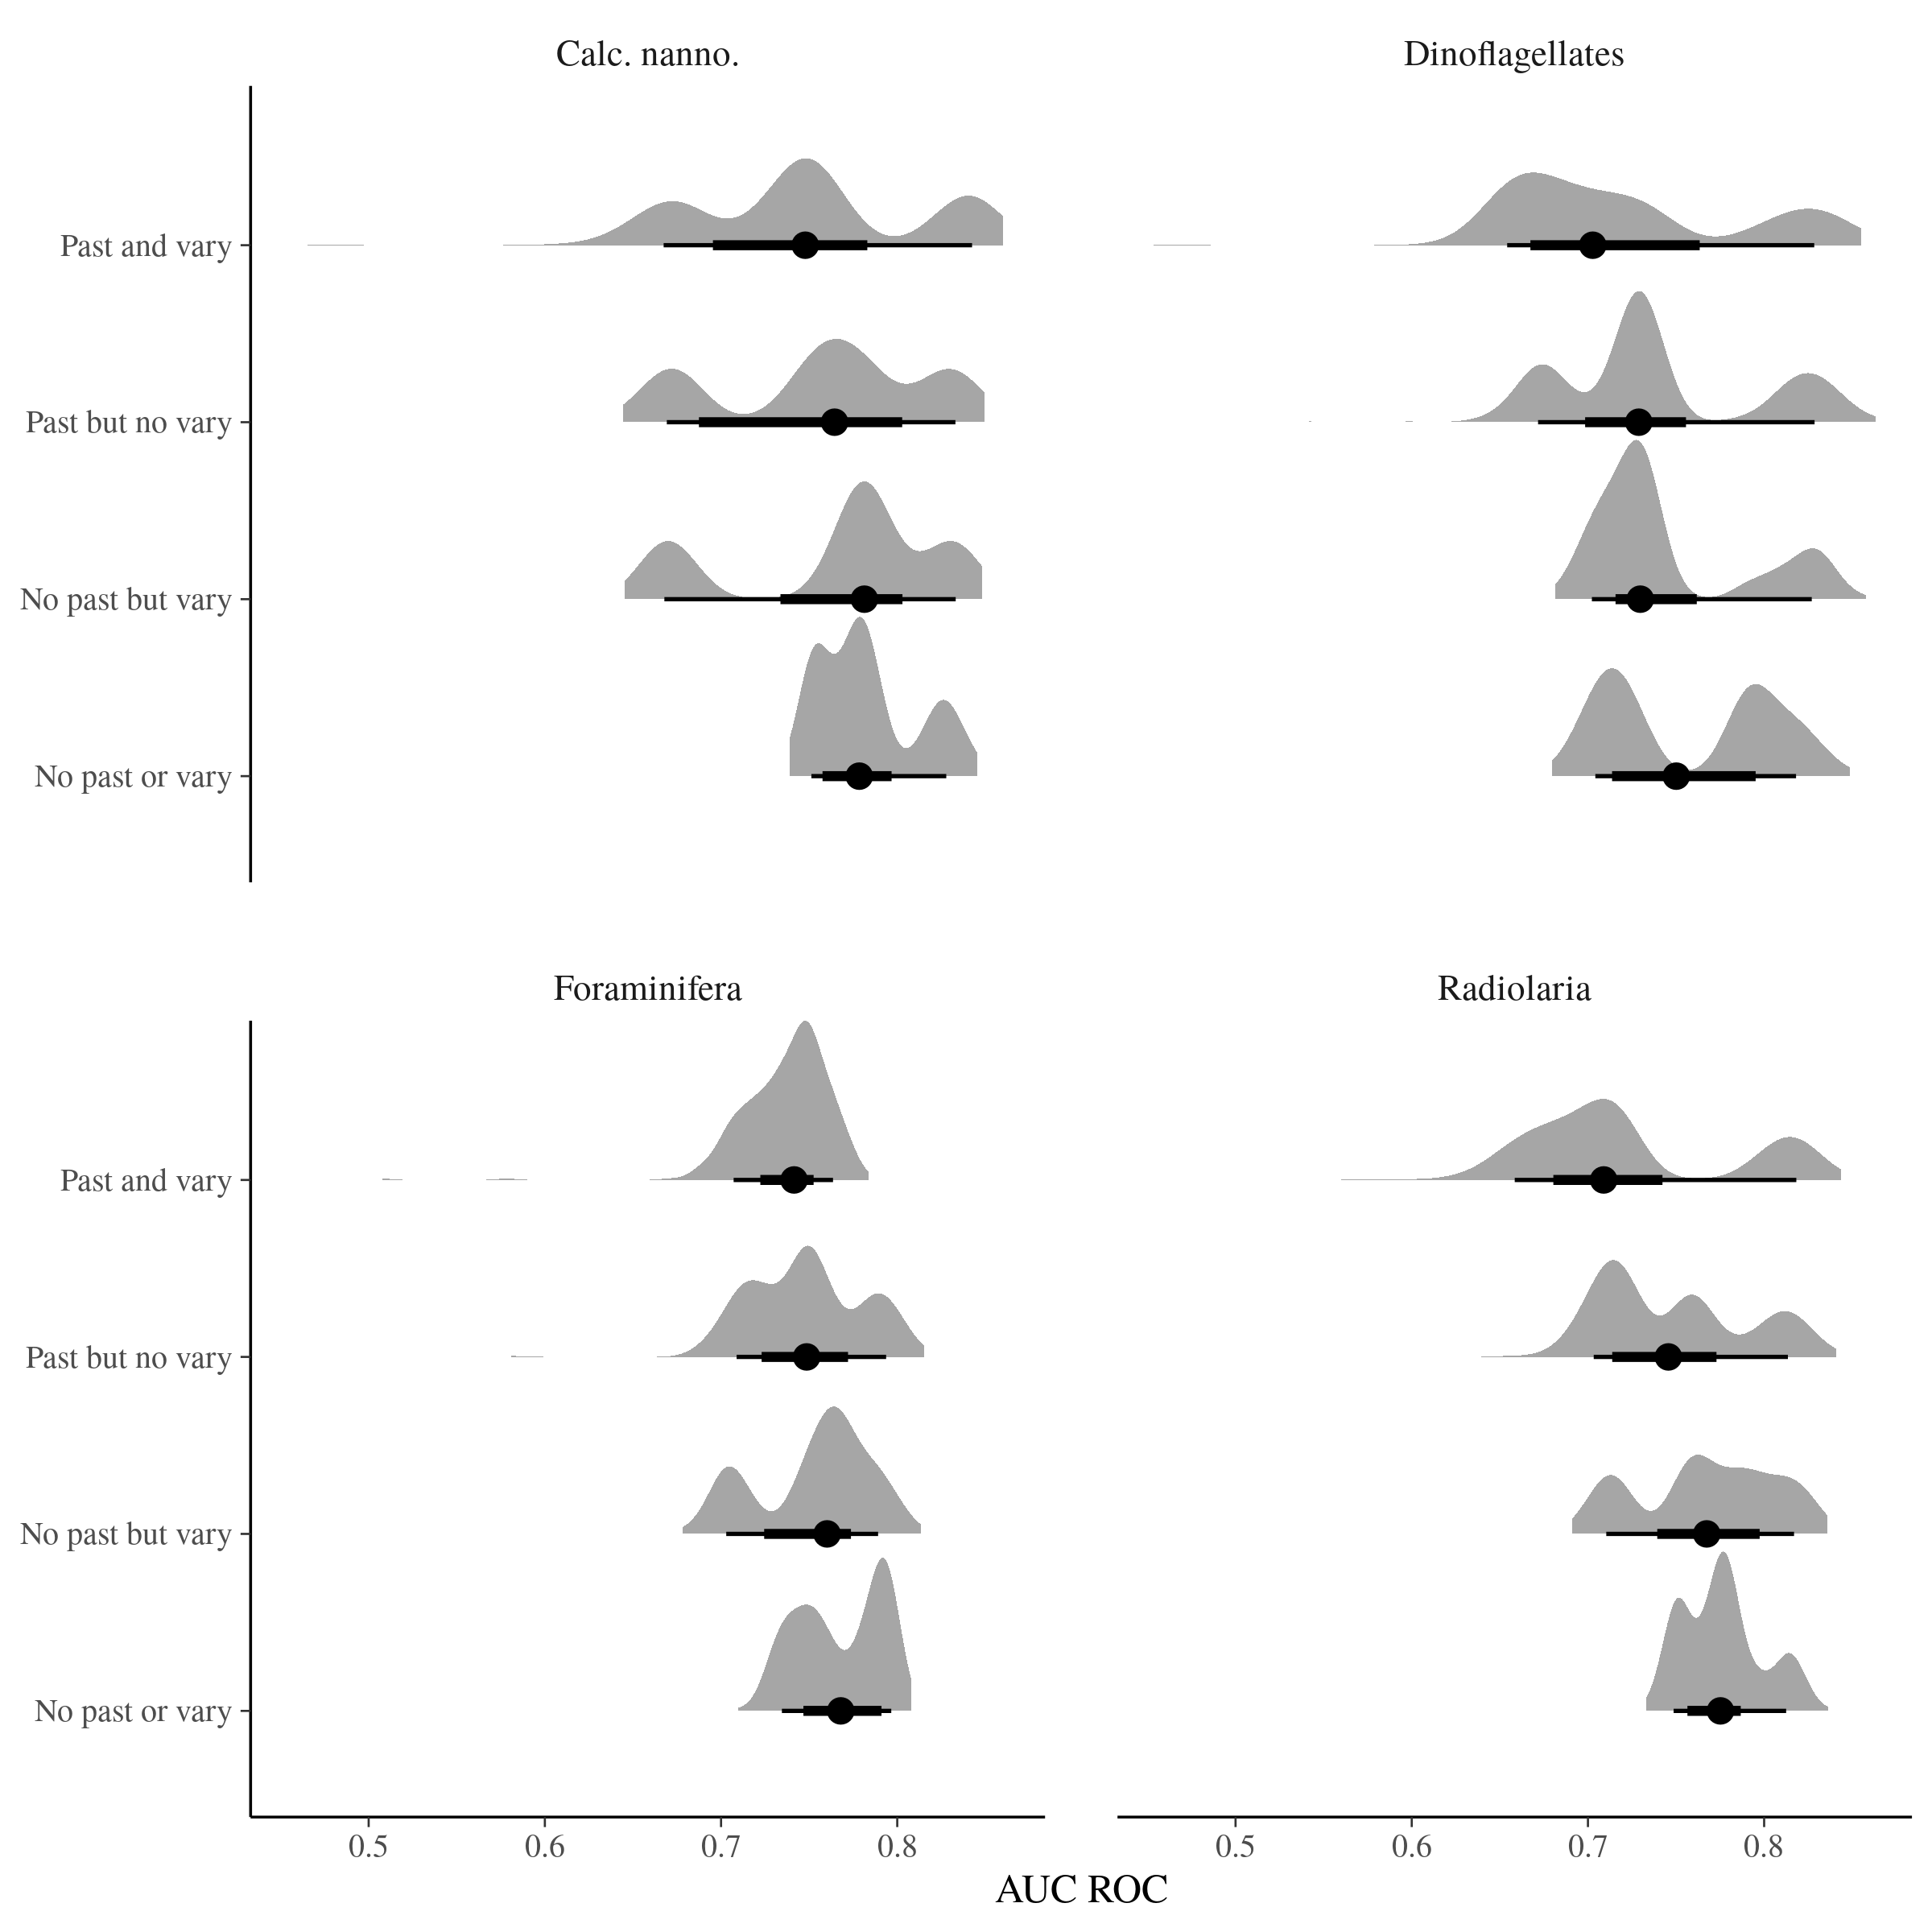 Calc. nanno.
Dinoflagellates
Past and vary
Past but no vary
No past but vary
No past or vary
Foraminifera
Radiolaria
Past and vary
Past but no vary
No past but vary
No past or vary
0.5 0.6 0.7 0.8
0.5 0.6 0.7 0.8
AUC ROC